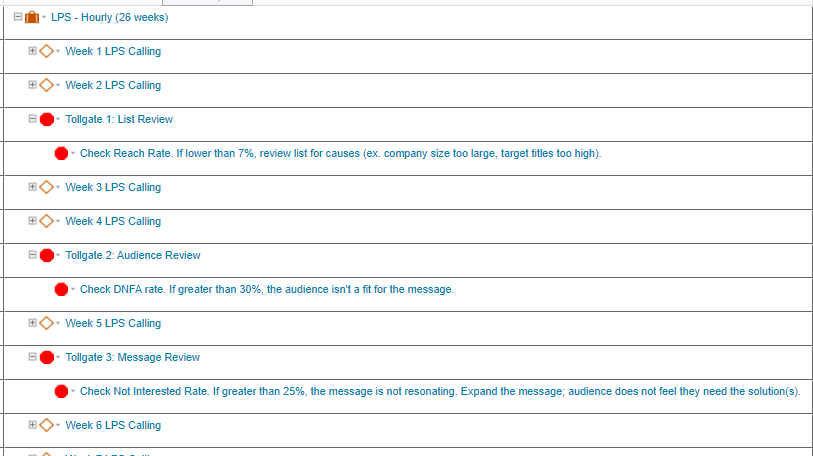 LPS - Hourly (26 weeks)
Week 1 LPS Calling
Week 2 LPS Calling
Tollgate 1: List Review
Check Reach Rate. If lower than 7%, review list for causes (ex. company size too large, target titles too high).
Week 3 LPS Calling
Week 4 LPS Calling
Tollgate 2: Audience Review
Check DNFA rate. If greater than 30%, the audience isn't a fit for the message.
Week 5 LPS Calling
Tollgate 3: Message Review
Check Not Interested Rate. If greater than 25%, the message is not resonating. Expand the message; audience does not feel they need the solution(s).
Week 6 LPS Calling